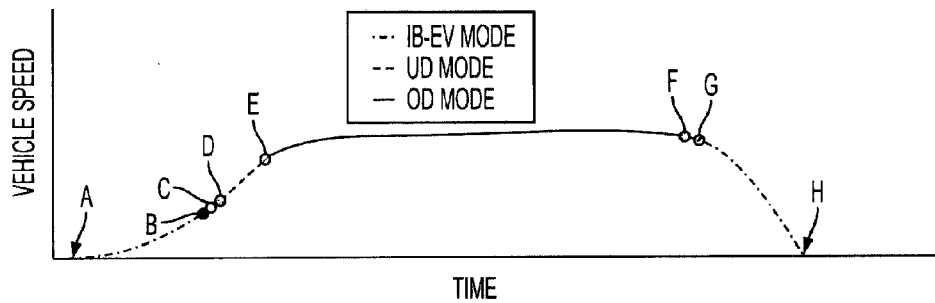 IB-EV MODE
UD MODE
OD MODE
VEHICLE SPEED
A
B
C
D
E
F
G
H
TIME